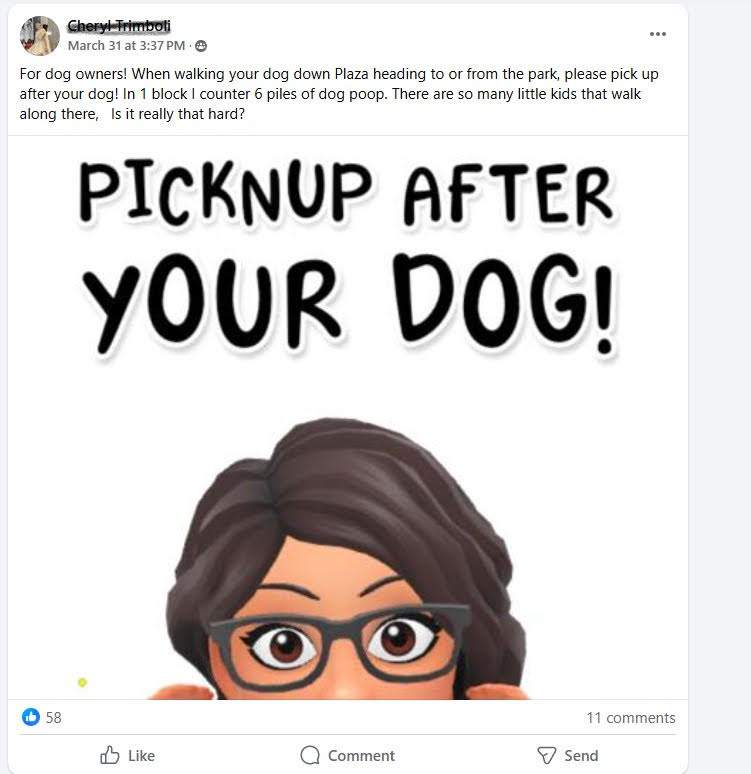 Cheryl Trimboli
March 31 at 3:37 PM ·
For dog owners! When walking your dog down Plaza heading to or from the park, please pick up
after your dog! In 1 block I counter 6 piles of dog poop. There are so many little kids that walk
along there,   Is it really that hard?
PICKNUP AFTER
YOUR DOG!
58
11 comments
Like
Comment
Send